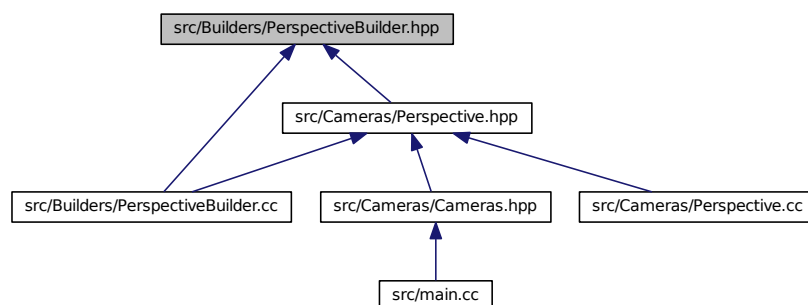 src/Builders/PerspectiveBuilder.hpp
src/Cameras/Perspective.hpp
src/Builders/PerspectiveBuilder.cc
src/Cameras/Cameras.hpp
src/Cameras/Perspective.cc
src/main.cc